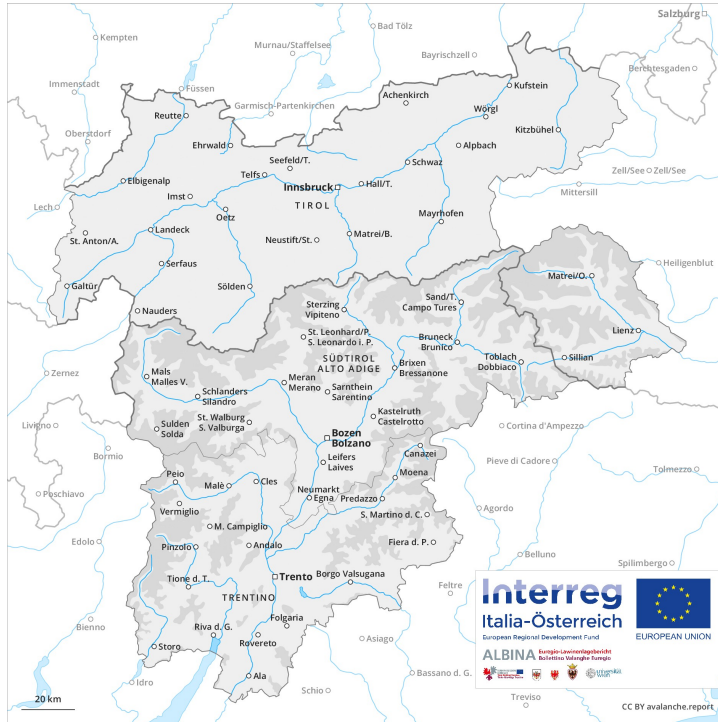 Salzburg
Bad Tölz
Kempten
Murnau/Staffelsee
Bayrischzell
Berchtesgaden
Immenstadt
Füssen
Kufstein
Achenkirch
Garmisch-Partenkirchen
Wörgl
Reutte
Kitzbühel
Oberstdorf
Ehrwald
Alpbach
Seefeld/T.
Schwaz
Telfs
Zell/See
Zell/See
Elbigenalp
Innsbruck
Hall/T.
Mittersill
Imst
TIROL
Lech
Oetz
Mayrhofen
Landeck
Matrei/B.
St. Anton/A.
Neustift/St.
Serfaus
Heiligenblut
Matrei/O.
Galtür
Sölden
Sand/T.
Campo Tures
Sterzing
Vipiteno
Nauders
St. Leonhard/P.
S. Leonardo i. P.
Lienz
Bruneck
Brunico
SÜDTIROL
ALTO ADIGE
Toblach
Dobbiaco
Sillian
Brixen
Bressanone
Zernez
Mals
Malles V.
Meran
Merano
Sarnthein
Sarentino
Schlanders
Silandro
Kastelruth
Castelrotto
St. Walburg
S. Valburga
Livigno
Sulden
Solda
Cortina d'Ampezzo
Bozen
Bolzano
Canazei
Bormio
Leifers
Laives
Pieve di Cadore
Tolmezzo
Peio
Moena
Malè
Cles
Neumarkt
Egna
Predazzo
Poschiavo
Vermiglio
Agordo
S. Martino d. C.
M. Campiglio
Edolo
Fiera d. P.
Pinzolo
Andalo
Belluno
Spilimbergo
Tione d. T.
Trento
Borgo Valsugana
Feltre
TRENTINO
Folgaria
Bienno
Riva d. G.
Rovereto
Asiago
Storo
Ala
Idro
Schio
Bassano d. G.
Treviso
Interreg
Italia-Österreich
European Regional Development Fund
EUROPEAN UNION
ALBINA
Euregio-Lawinenlagebericht
Bollettino Valanghe Euregio
universität
wien
20 km
CC BY avalanche.report